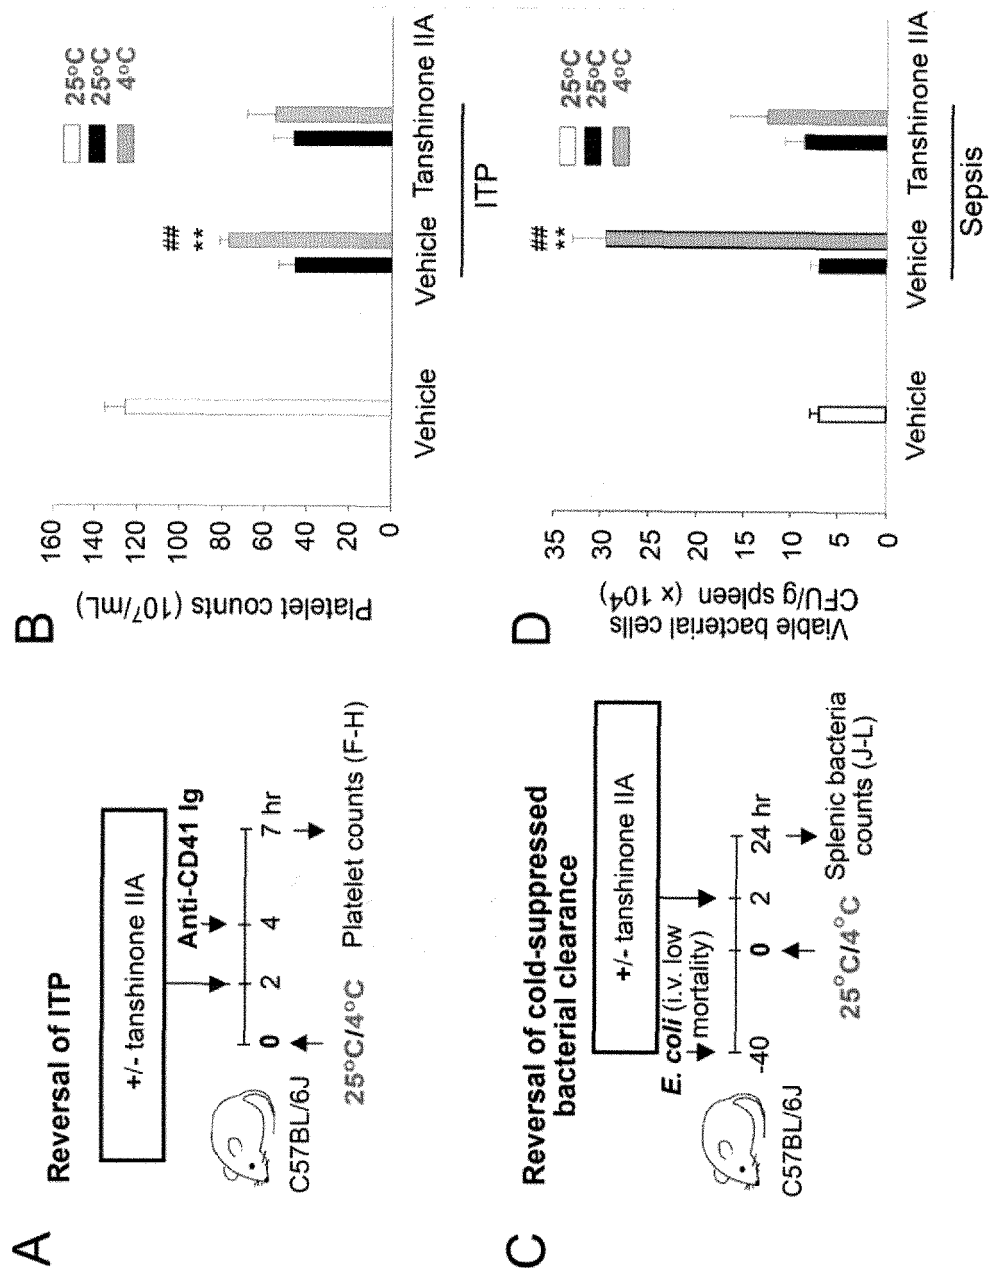 A
Reversal of ITP
+/- tanshinone IIA
Anti-CD41 Ig
0
2
4
7 hr
C57BL/6J
25°C/4°C
Platelet counts (F-H)
B
Platelet counts (10⁷/mL)
160
140
120
100
80
60
40
20
0
25°C
25°C
4°C
##
**
Vehicle
Vehicle
Tanshinone IIA
ITP
C
Reversal of cold-suppressed
bacterial clearance
+/- tanshinone IIA
E. coli (i.v. low
mortality)
-40
0
2
24 hr
C57BL/6J
25°C/4°C
Splenic bacteria
counts (J-L)
D
Viable bacterial cells
CFU/g spleen (x 104)
35
30
25
20
15
10
5
0
25°C
25°C
4°C
##
**
Vehicle
Vehicle
Tanshinone IIA
Sepsis